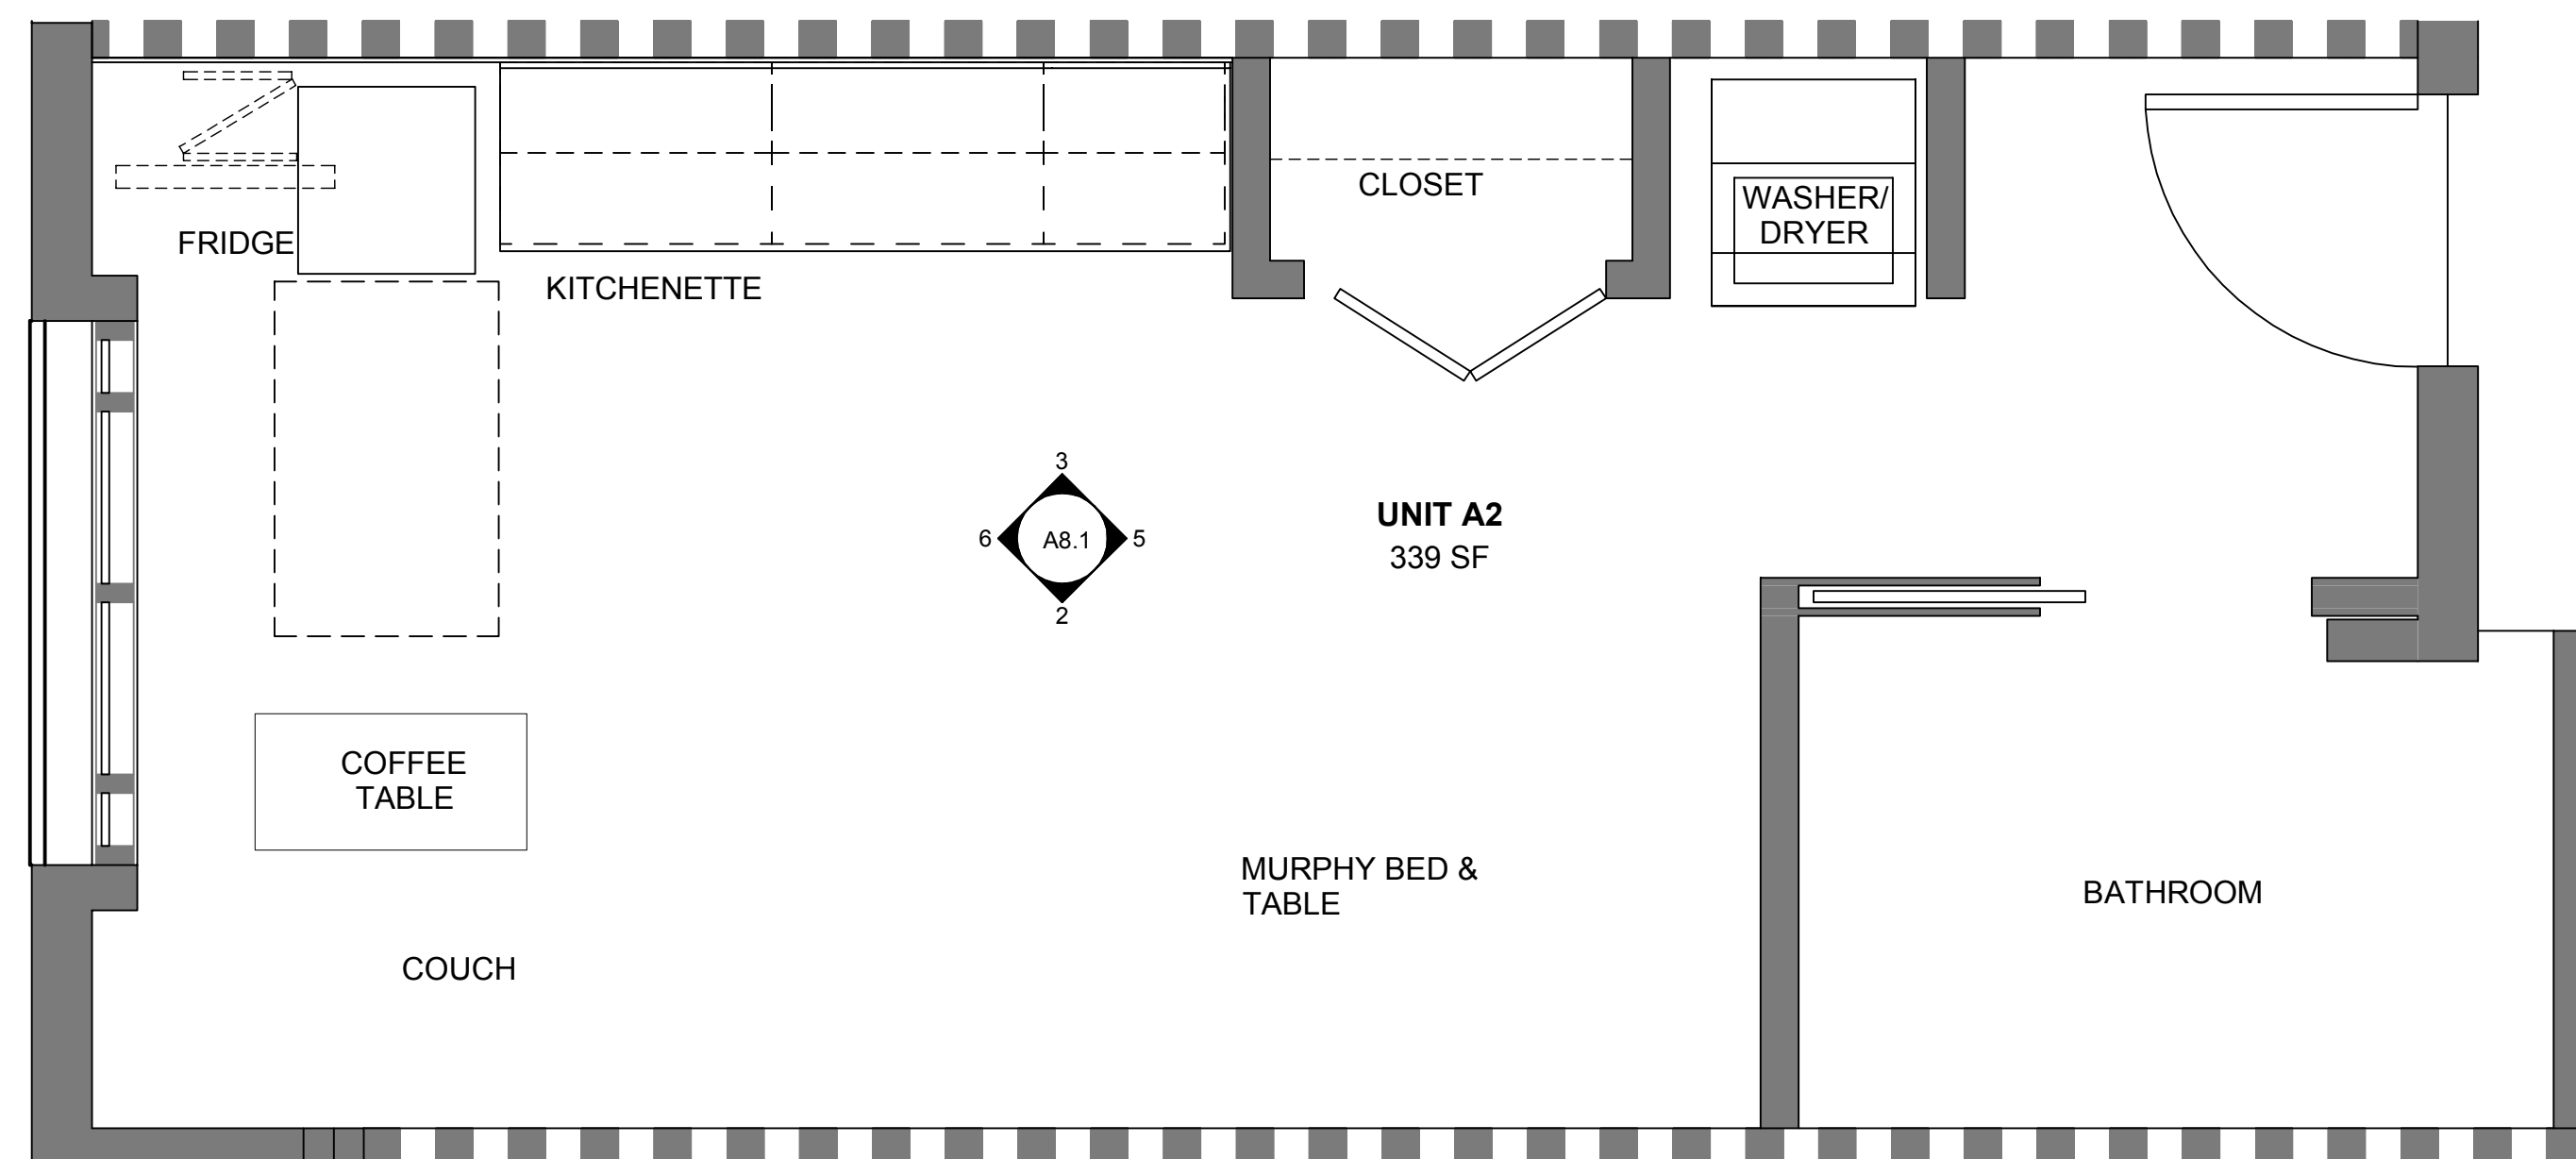 CLOSET
WASHER/
DRYER
FRIDGE
KITCHENETTE
3
6
A8.1
5
2
UNIT A2
339 SF
COFFEE
TABLE
MURPHY BED &
TABLE
BATHROOM
COUCH